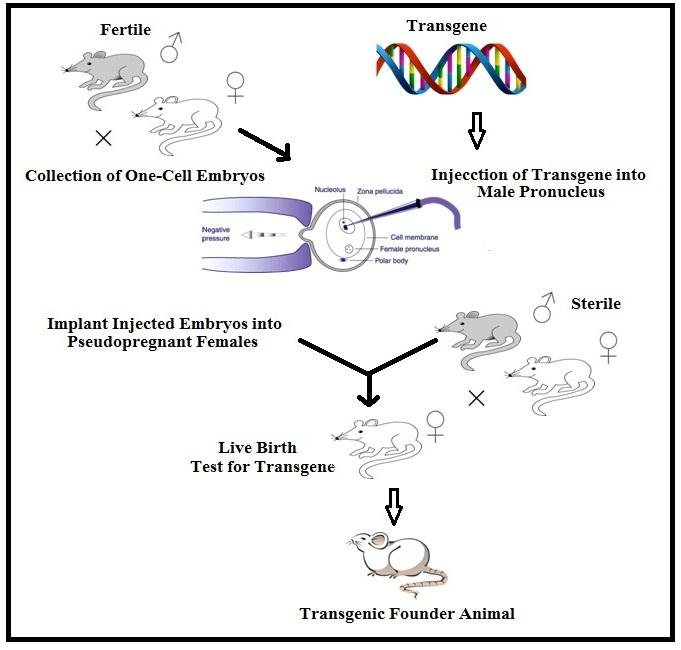 Fertile
Transgene
Collection of One-Cell Embryos
Injecction of Transgene into
Male Pronucleus
Nucleolus
Zona pellucida
Negative
pressure
Cell membrane
Female pronucleus
Polar body
Implant Injected Embryos into
Pseudopregnant Females
Sterile
Live Birth
Test for Transgene
Transgenic Founder Animal